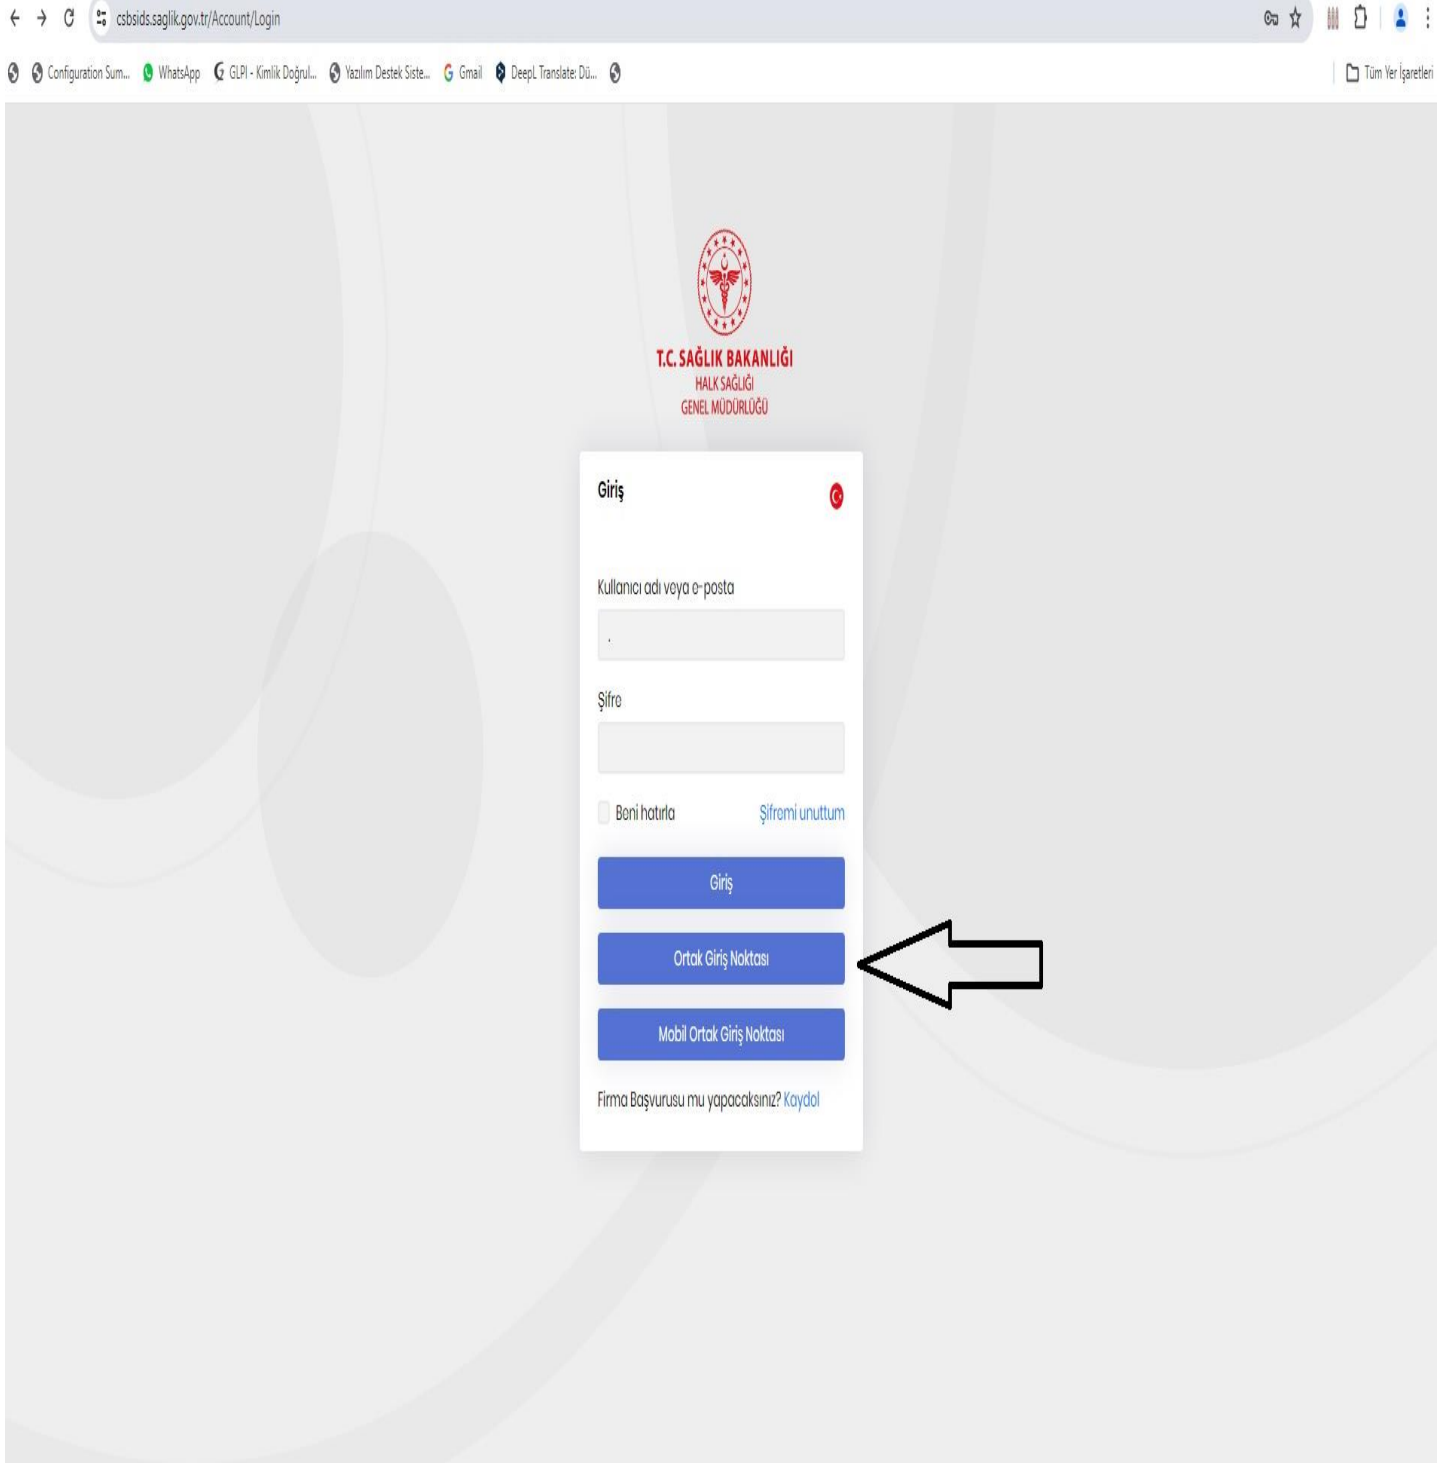 csbsids.saglik.gov.tr/Account/Login
Configuration Sum... WhatsApp GLPI - Kimlik Doğrul... Yazılım Destek Siste... Gmail DeepL Translate: Dü... Tüm Yer İşaretleri
T.C. SAĞLIK BAKANLIĞI
HALK SAĞLIĞI
GENEL MÜDÜRLÜĞÜ
Giriş
Kullanıcı adı veya e-posta
.
Şifre
Beni hatırla Şifremi unuttum
Giriş
Ortak Giriş Noktası
Mobil Ortak Giriş Noktası
Firma Başvurusu mu yapacaksınız? Kaydol